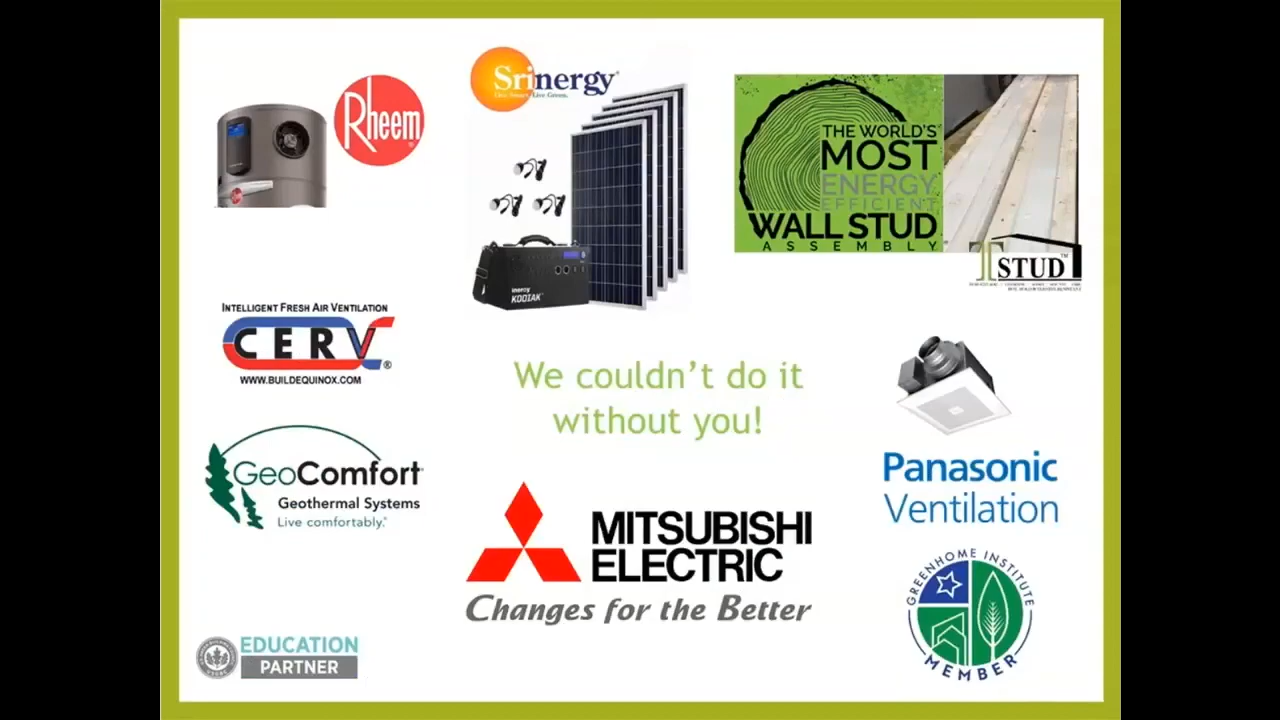 Rheem
Srinergy
Live Smart. Live Green.
Inergy
KODIAK
THE WORLD'S
MOST
ENERGY
EFFICIENT
WALL STUD
ASSEMBLY
TSTUD™
INTELLIGENT FRESH AIR VENTILATION
CERV®
WWW.BUILDEQUINOX.COM
We couldn't do it
without you!
GeoComfort
Geothermal Systems
Live comfortably.
Panasonic
Ventilation
MITSUBISHI
ELECTRIC
Changes for the Better
GREENHOME INSTITUTE
MEMBER
EDUCATION
PARTNER